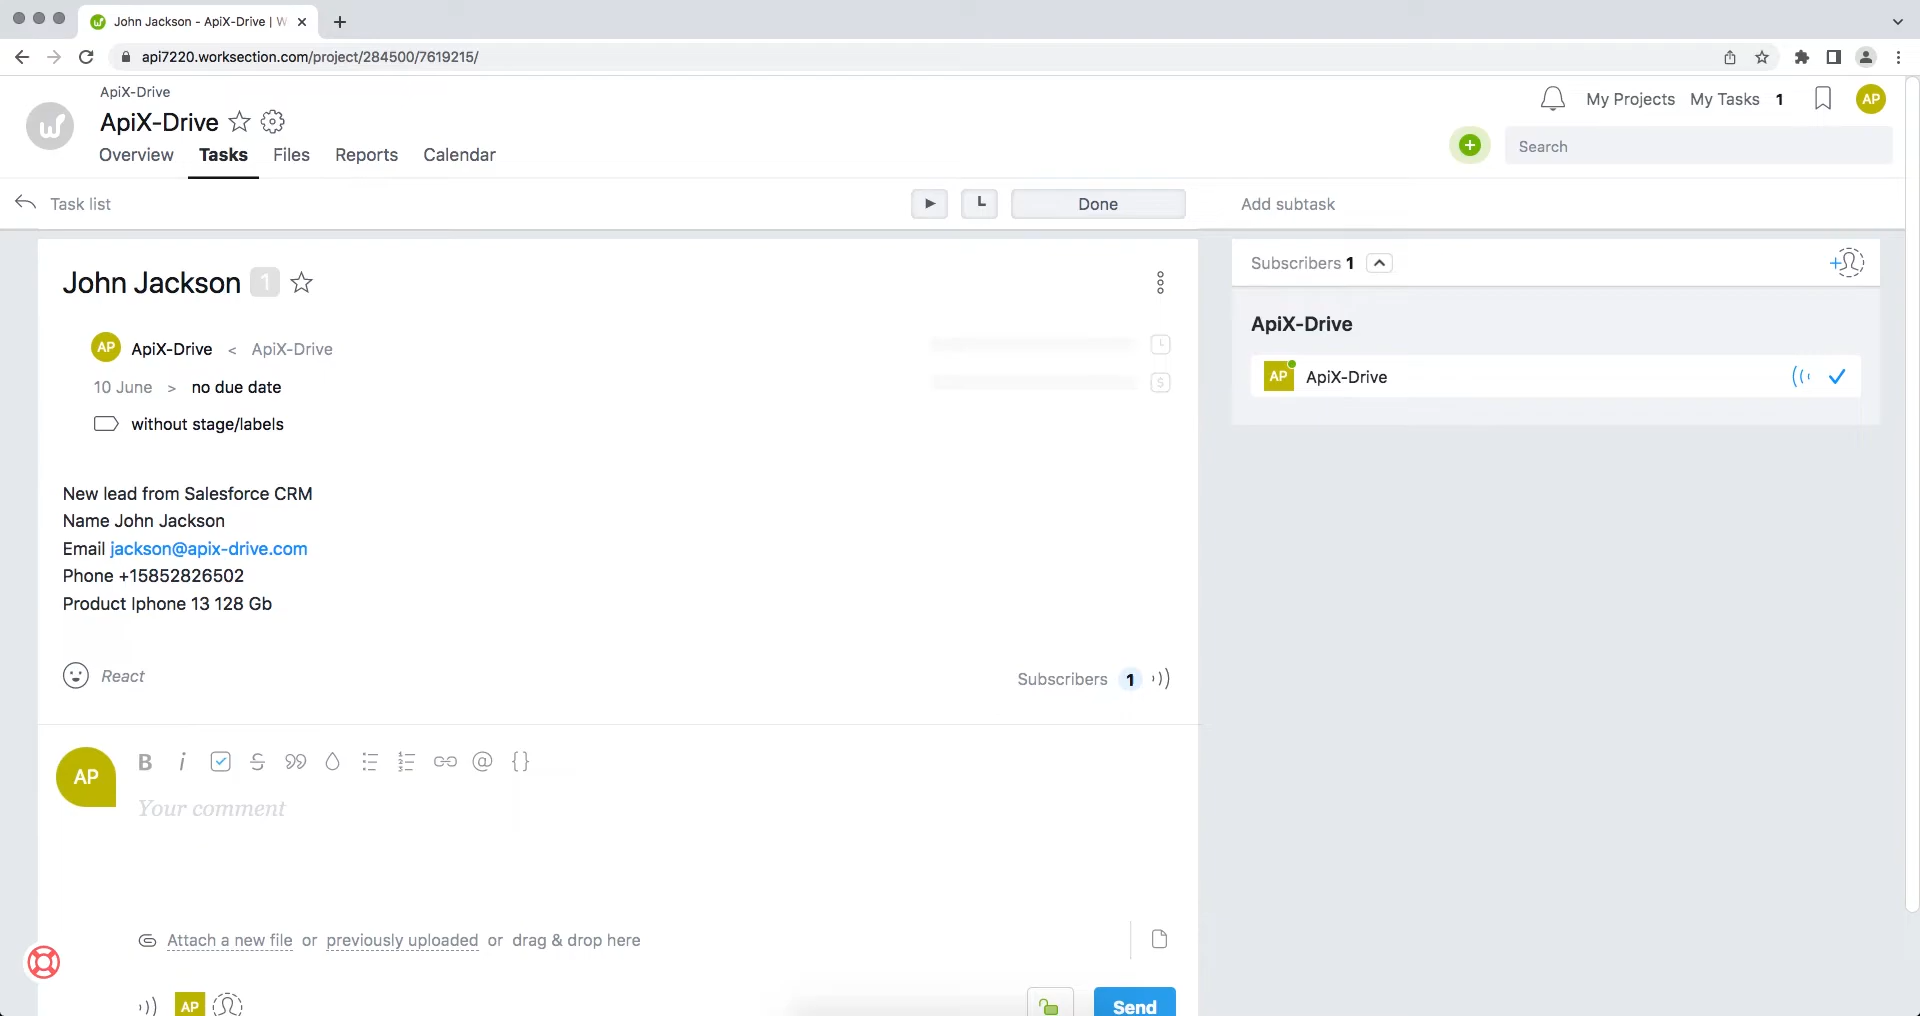 John Jackson - ApiX-Drive | W
api7220.worksection.com/project/284500/7619215/
ApiX-Drive
ApiX-Drive
My Projects My Tasks 1
AP
Overview Tasks Files Reports Calendar
Search
Task list
Done
Add subtask
John Jackson 1
Subscribers 1
AP ApiX-Drive < ApiX-Drive
ApiX-Drive
10 June > no due date
AP ApiX-Drive
without stage/labels
New lead from Salesforce CRM
Name John Jackson
Email jackson@apix-drive.com
Phone +15852826502
Product Iphone 13 128 Gb
React
Subscribers 1
AP
B i S @ { }
Your comment
Attach a new file or previously uploaded or drag & drop here
AP
Send